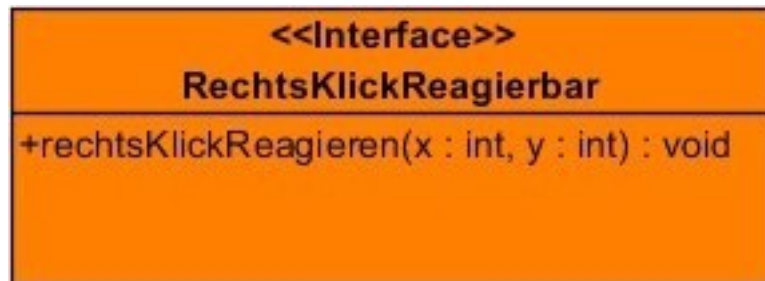 <<Interface>>
RechtsKlickReagierbar
+rechtsKlickReagieren(x : int, y : int) : void